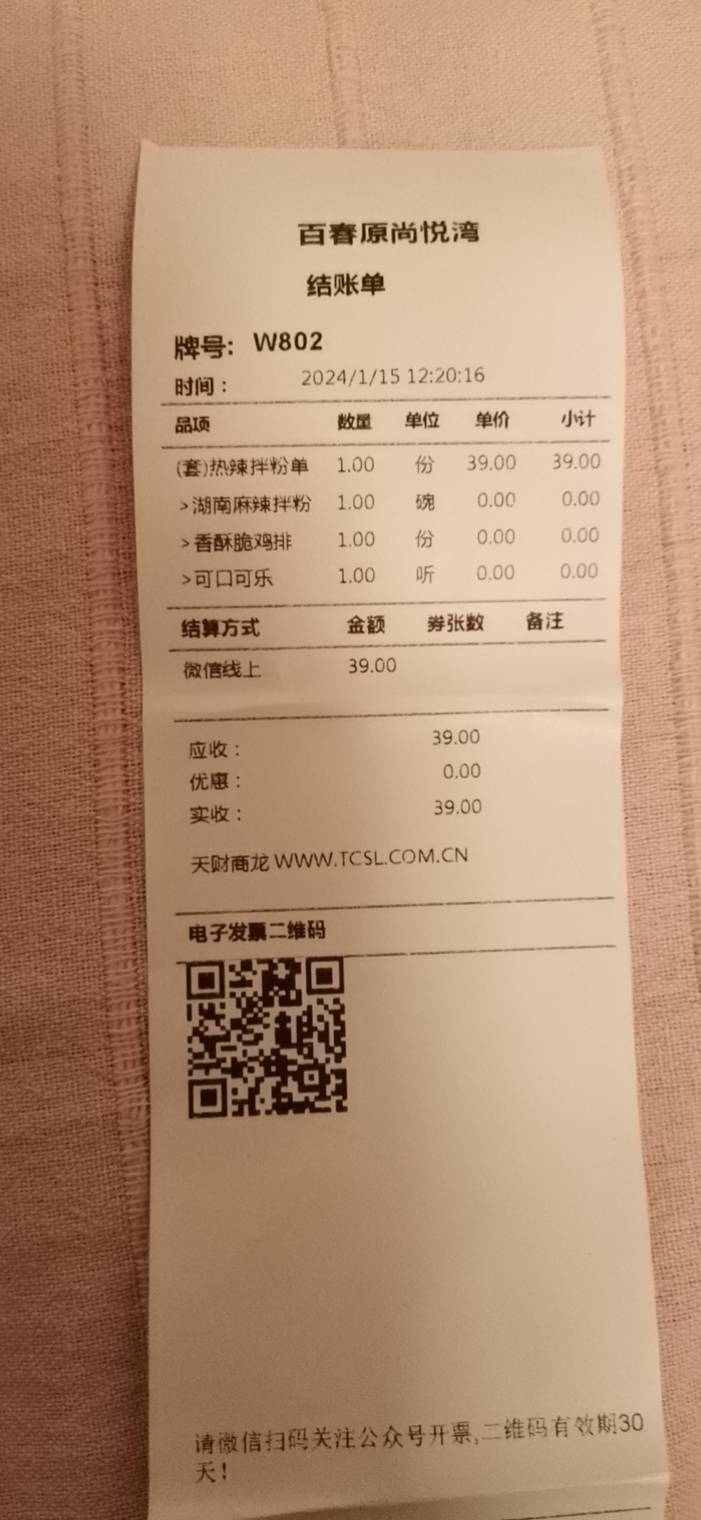 百春原尚悦湾
结账单
牌号: W802
时间： 2024/1/15 12:20:16
品项 数量 单位 单价 小计
(套)热辣拌粉单 1.00 份 39.00 39.00
>湖南麻辣拌粉 1.00 碗 0.00 0.00
>香酥脆鸡排 1.00 份 0.00 0.00
>可口可乐 1.00 听 0.00 0.00
结算方式 金额 券张数 备注
微信线上 39.00
应收： 39.00
优惠： 0.00
实收： 39.00
天财商龙 WWW.TCSL.COM.CN
电子发票二维码
请微信扫码关注公众号开票,二维码有效期30
天!